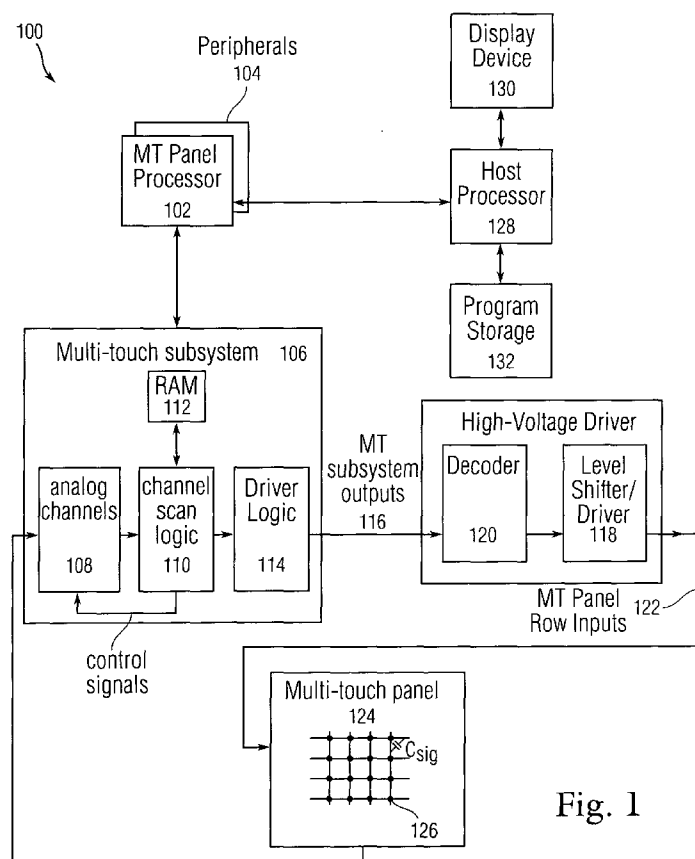 100
Peripherals
104
MT Panel
Processor
102
Display
Device
130
Host
Processor
128
Program
Storage
132
Multi-touch subsystem 106
RAM
112
analog
channels
108
channel
scan
logic
110
Driver
Logic
114
control
signals
MT
subsystem
outputs
116
High-Voltage Driver
Decoder
120
Level
Shifter/
Driver
118
MT Panel
Row Inputs
122
Multi-touch panel
124
Csig
126
Fig. 1